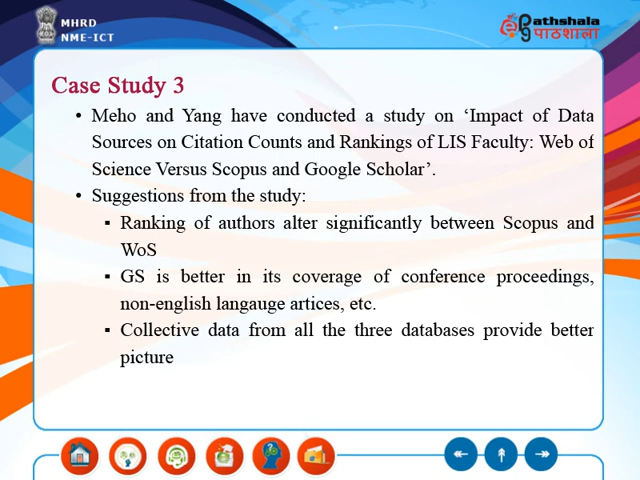 MHRD
NME-ICT
ePG athshala
पाठशाला
Case Study 3
• Meho and Yang have conducted a study on ‘Impact of Data
Sources on Citation Counts and Rankings of LIS Faculty: Web of
Science Versus Scopus and Google Scholar’.
• Suggestions from the study:
▪ Ranking of authors alter significantly between Scopus and
WoS
▪ GS is better in its coverage of conference proceedings,
non-english langauge artices, etc.
▪ Collective data from all the three databases provide better
picture